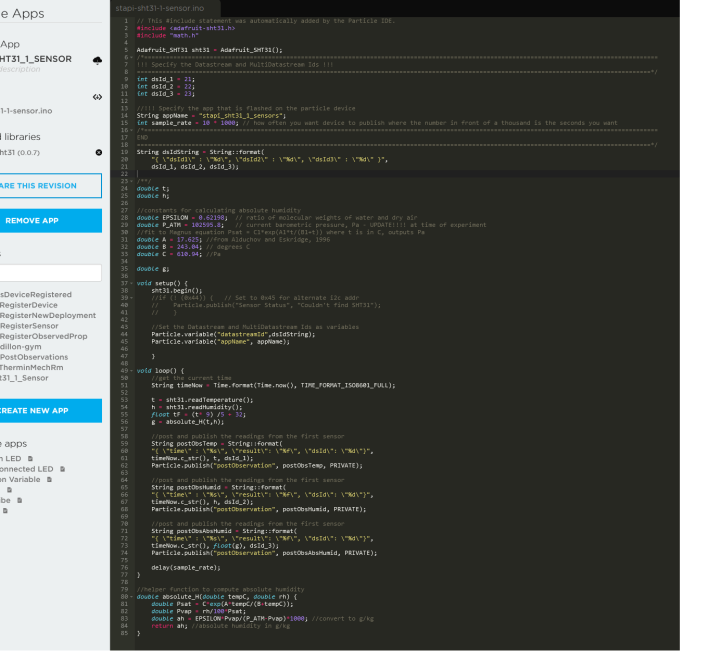 e Apps
App
HT31_1_SENSOR
1-1-sensor.ino
d libraries
ht31 (0.0.7)
ARE THIS REVISION
REMOVE APP
sDeviceRegistered
RegisterDevice
RegisterNewDeployment
RegisterSensor
RegisterObservedProp
dillon-gym
PostObservations
TherminMechRm
t31_1_Sensor
CREATE NEW APP
e apps
n LED
onnected LED
on Variable
be
stapi-sht31-1-sensor.ino
1 // This #include statement was automatically added by the Particle IDE.
2 #include <adafruit-sht31.h>
3 #include "math.h"
4
5 Adafruit_SHT31 sht31 = Adafruit_SHT31();
6 /*==========
7 !!! Specify the Datastream and MultiDatastream Ids !!!
8 ==========*/
9 int dsId_1 = 21;
10 int dsId_2 = 22;
11 int dsId_3 = 23;
12
13 //!!! Specify the app that is flashed on the particle device
14 String appName = "stapi_sht31_1_sensors";
15 int sample_rate = 10 * 1000; // how often you want device to publish where the number in front of a thousand is the seconds you want
16 /*==========
17 END
18 ==========*/
19 String dsIdString = String::format(
20 "{ \"dsId1\" : \"%d\", \"dsId2\" : \"%d\", \"dsId3\" : \"%d\" }",
21 dsId_1, dsId_2, dsId_3);
22
23 /**/
24 double t;
25 double h;
26
27 //constants for calculating absolute humidity
28 double EPSILON = 0.62198; // ratio of molecular weights of water and dry air
29 double P_ATM = 102595.8; // current barometric pressure, Pa - UPDATE!!!! at time of experiment
30 //fit to Magnus equation Psat = C1*exp(A1*t/(B1+t)) where t is in C, outputs Pa
31 double A = 17.625; //from Alduchov and Eskridge, 1996
32 double B = 243.04; // degrees C
33 double C = 610.94; //Pa
34
35 double g;
36
37 void setup() {
38 sht31.begin();
39 //if (! (0x44)) { // Set to 0x45 for alternate i2c addr
40 // Particle.publish("Sensor Status", "Couldn't find SHT31");
41 // }
42
43 //Set the Datastream and MultiDatastream Ids as variables
44 Particle.variable("datastreamId",dsIdString);
45 Particle.variable("appName", appName);
46
47 }
48
49 void loop() {
50 //get the current time
51 String timeNow = Time.format(Time.now(), TIME_FORMAT_ISO8601_FULL);
52
53 t = sht31.readTemperature();
54 h = sht31.readHumidity();
55 float tF = (t* 9) /5 + 32;
56 g = absolute_H(t,h);
57
58 //post and publish the readings from the first sensor
59 String postObsTemp = String::format(
60 "{ \"time\" : \"%s\", \"result\": \"%f\", \"dsId\": \"%d\"}",
61 timeNow.c_str(), t, dsId_1);
62 Particle.publish("postObservation", postObsTemp, PRIVATE);
63
64 //post and publish the readings from the first sensor
65 String postObsHumid = String::format(
66 "{ \"time\" : \"%s\", \"result\": \"%f\", \"dsId\": \"%d\"}",
67 timeNow.c_str(), h, dsId_2);
68 Particle.publish("postObservation", postObsHumid, PRIVATE);
69
70 //post and publish the readings from the first sensor
71 String postObsAbsHumid = String::format(
72 "{ \"time\" : \"%s\", \"result\": \"%f\", \"dsId\": \"%d\"}",
73 timeNow.c_str(), float(g), dsId_3);
74 Particle.publish("postObservation", postObsAbsHumid, PRIVATE);
75
76 delay(sample_rate);
77 }
78
79 //helper function to compute absolute humidity
80 double absolute_H(double tempC, double rh) {
81 double Psat = C*exp(A*tempC/(B+tempC));
82 double Pvap = rh/100*Psat;
83 double ah = EPSILON*Pvap/(P_ATM-Pvap)*1000; //convert to g/kg
84 return ah; //absolute humidity in g/kg
85 }